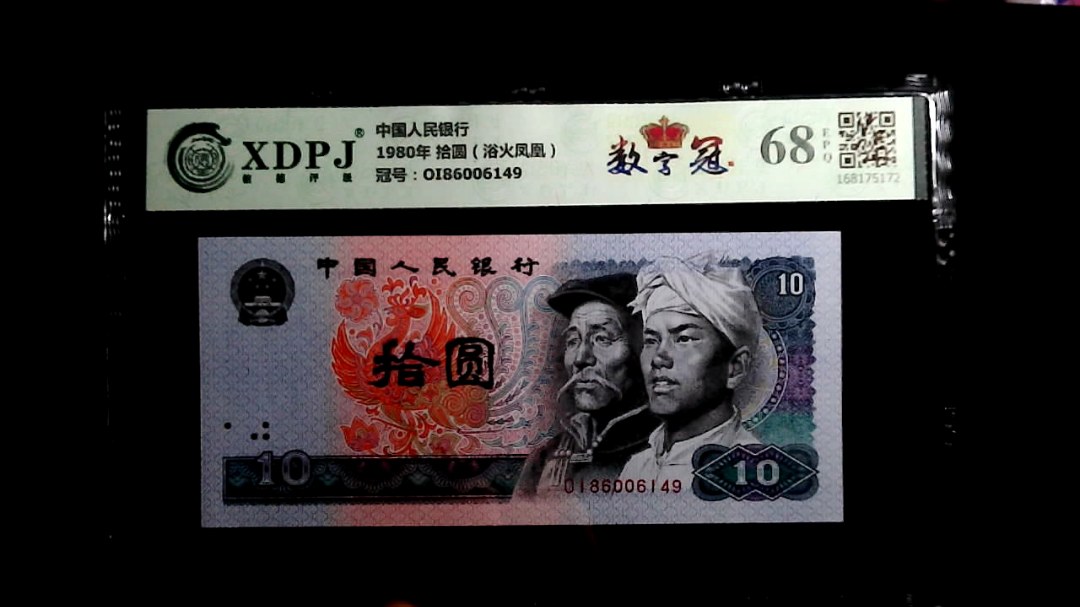 XDPJ®
中国人民银行
1980年 拾圆(浴火凤凰)
冠号:OI86006149
数字冠
68
EPQ
168175172
中国人民银行
10
拾圆
10
OI86006149
10